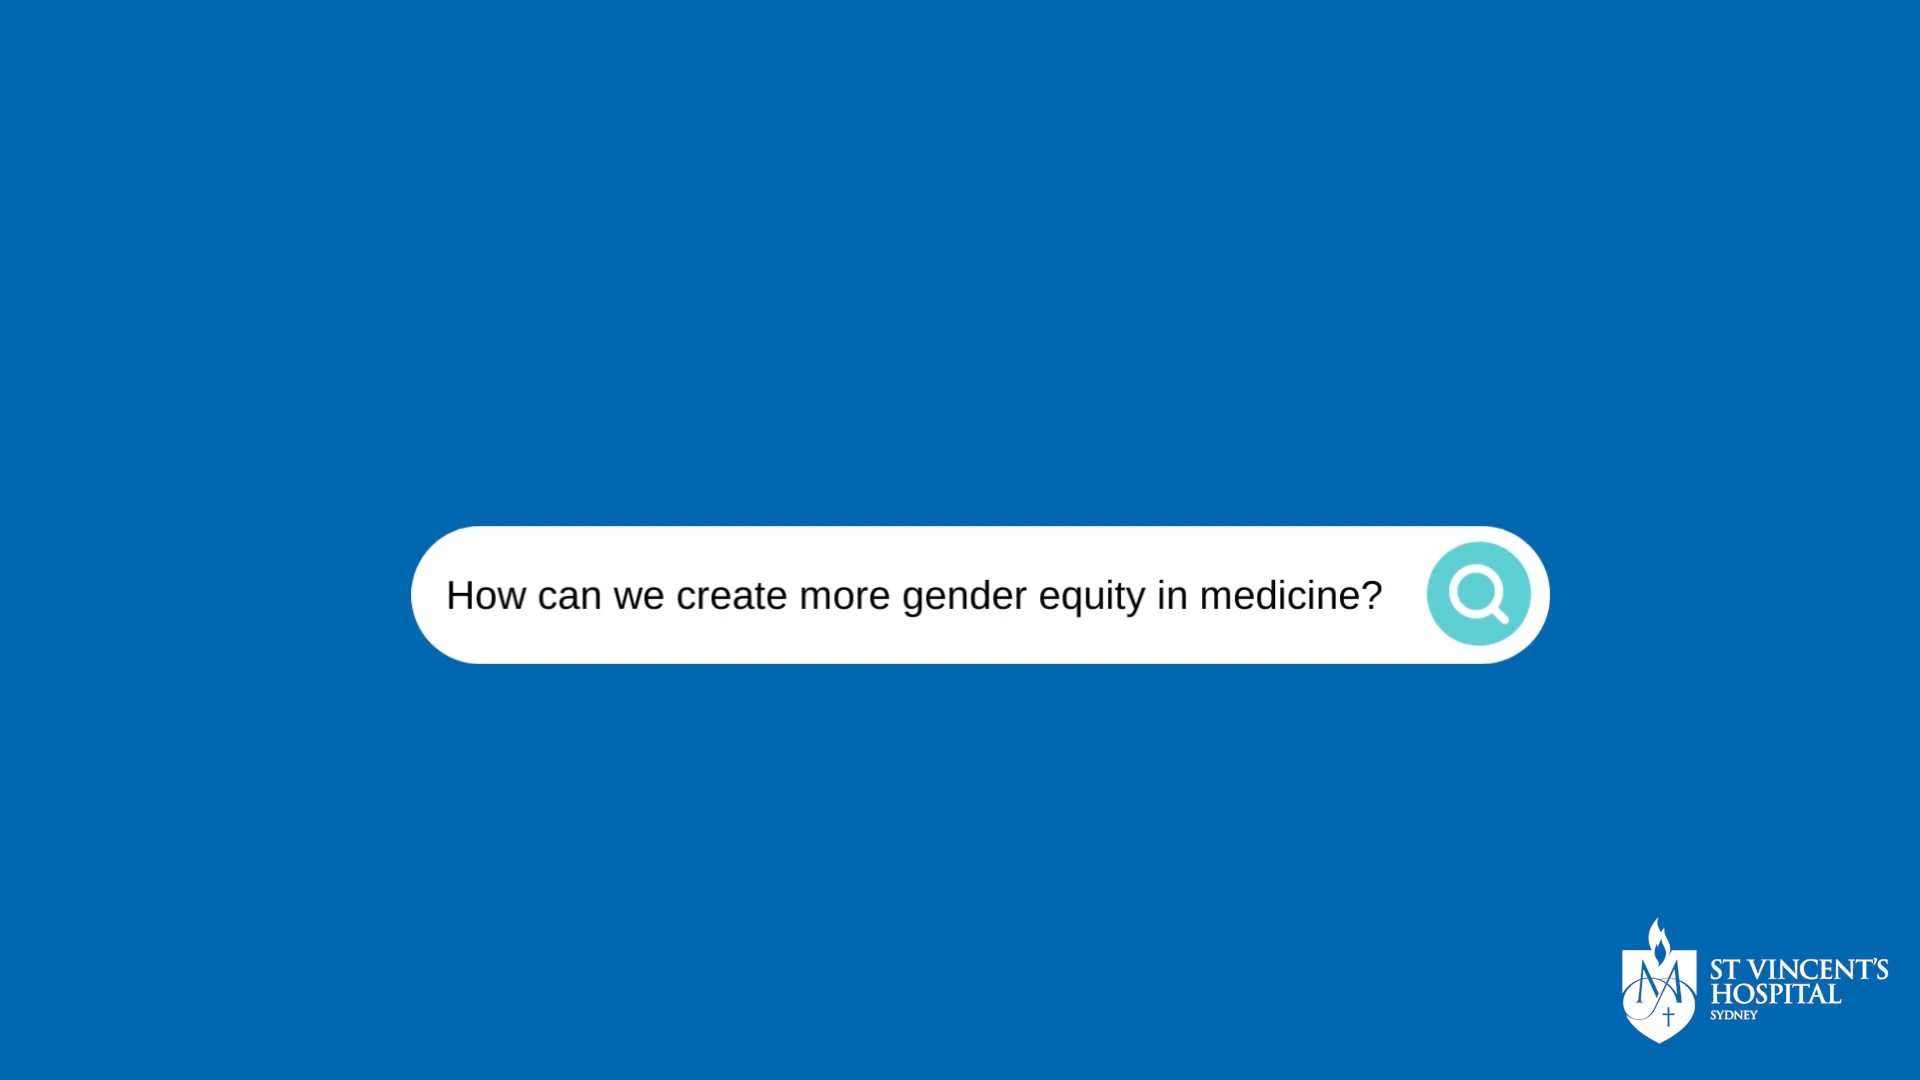 How can we create more gender equity in medicine?
ST VINCENT'S
HOSPITAL
SYDNEY